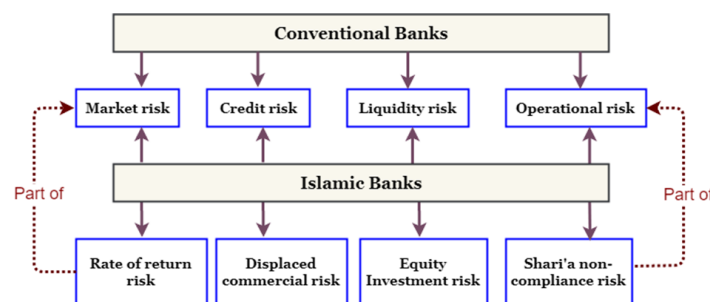 Conventional Banks
Market risk
Credit risk
Liquidity risk
Operational risk
Part of
Part of
Islamic Banks
Rate of return
risk
Displaced
commercial risk
Equity
Investment risk
Shari'a non-
compliance risk